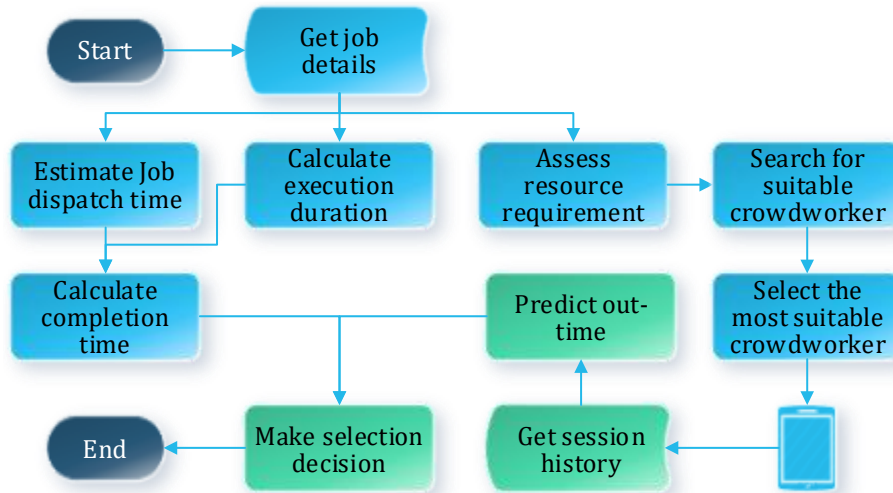 Start
Get job
details
Estimate Job
dispatch time
Calculate
execution
duration
Assess
resource
requirement
Search for
suitable
crowdworker
Calculate
completion
time
Predict out-
time
Select the
most suitable
crowdworker
End
Make selection
decision
Get session
history